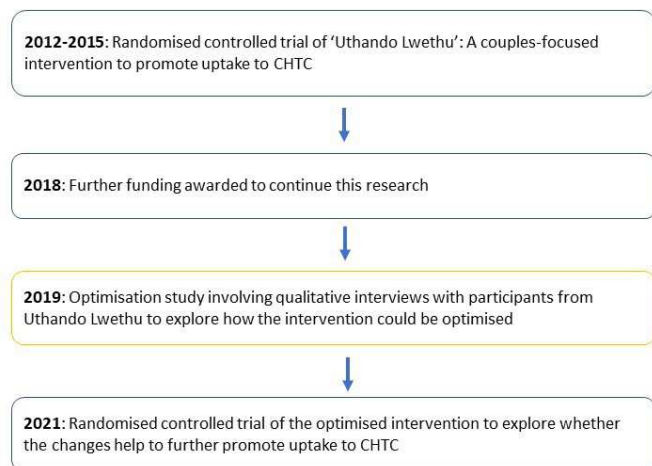 2012-2015: Randomised controlled trial of ‘Uthando Lwethu’: A couples-focused
intervention to promote uptake to CHTC
2018: Further funding awarded to continue this research
2019: Optimisation study involving qualitative interviews with participants from
Uthando Lwethu to explore how the intervention could be optimised
2021: Randomised controlled trial of the optimised intervention to explore whether
the changes help to further promote uptake to CHTC